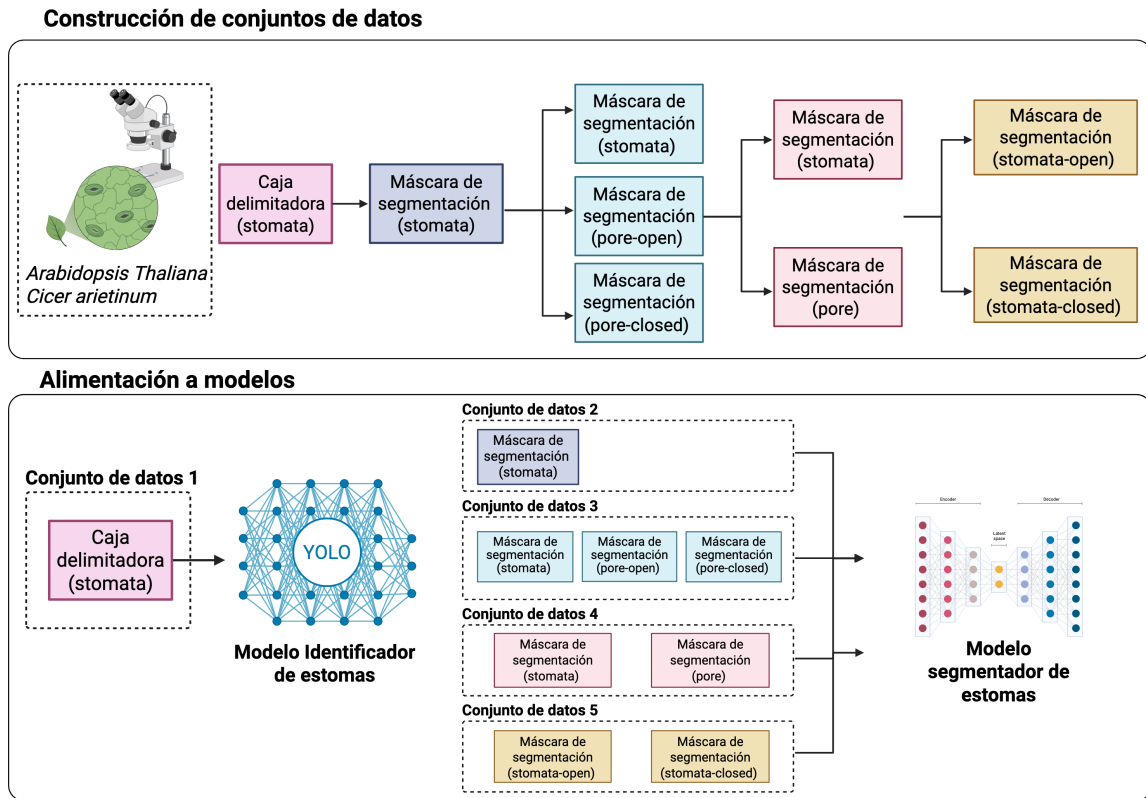 Construcción de conjuntos de datos
Arabidopsis Thaliana
Cicer arietinum
Caja
delimitadora
(stomata)
Máscara de
segmentación
(stomata)
Máscara de
segmentación
(stomata)
Máscara de
segmentación
(pore-open)
Máscara de
segmentación
(pore-closed)
Máscara de
segmentación
(stomata)
Máscara de
segmentación
(pore)
Máscara de
segmentación
(stomata-open)
Máscara de
segmentación
(stomata-closed)
Alimentación a modelos
Conjunto de datos 1
Caja
delimitadora
(stomata)
YOLO
Modelo Identificador
de estomas
Conjunto de datos 2
Máscara de
segmentación
(stomata)
Conjunto de datos 3
Máscara de
segmentación
(stomata)
Máscara de
segmentación
(pore-open)
Máscara de
segmentación
(pore-closed)
Conjunto de datos 4
Máscara de
segmentación
(stomata)
Máscara de
segmentación
(pore)
Conjunto de datos 5
Máscara de
segmentación
(stomata-open)
Máscara de
segmentación
(stomata-closed)
Encoder
Decoder
Latent
space
Modelo
segmentador de
estomas